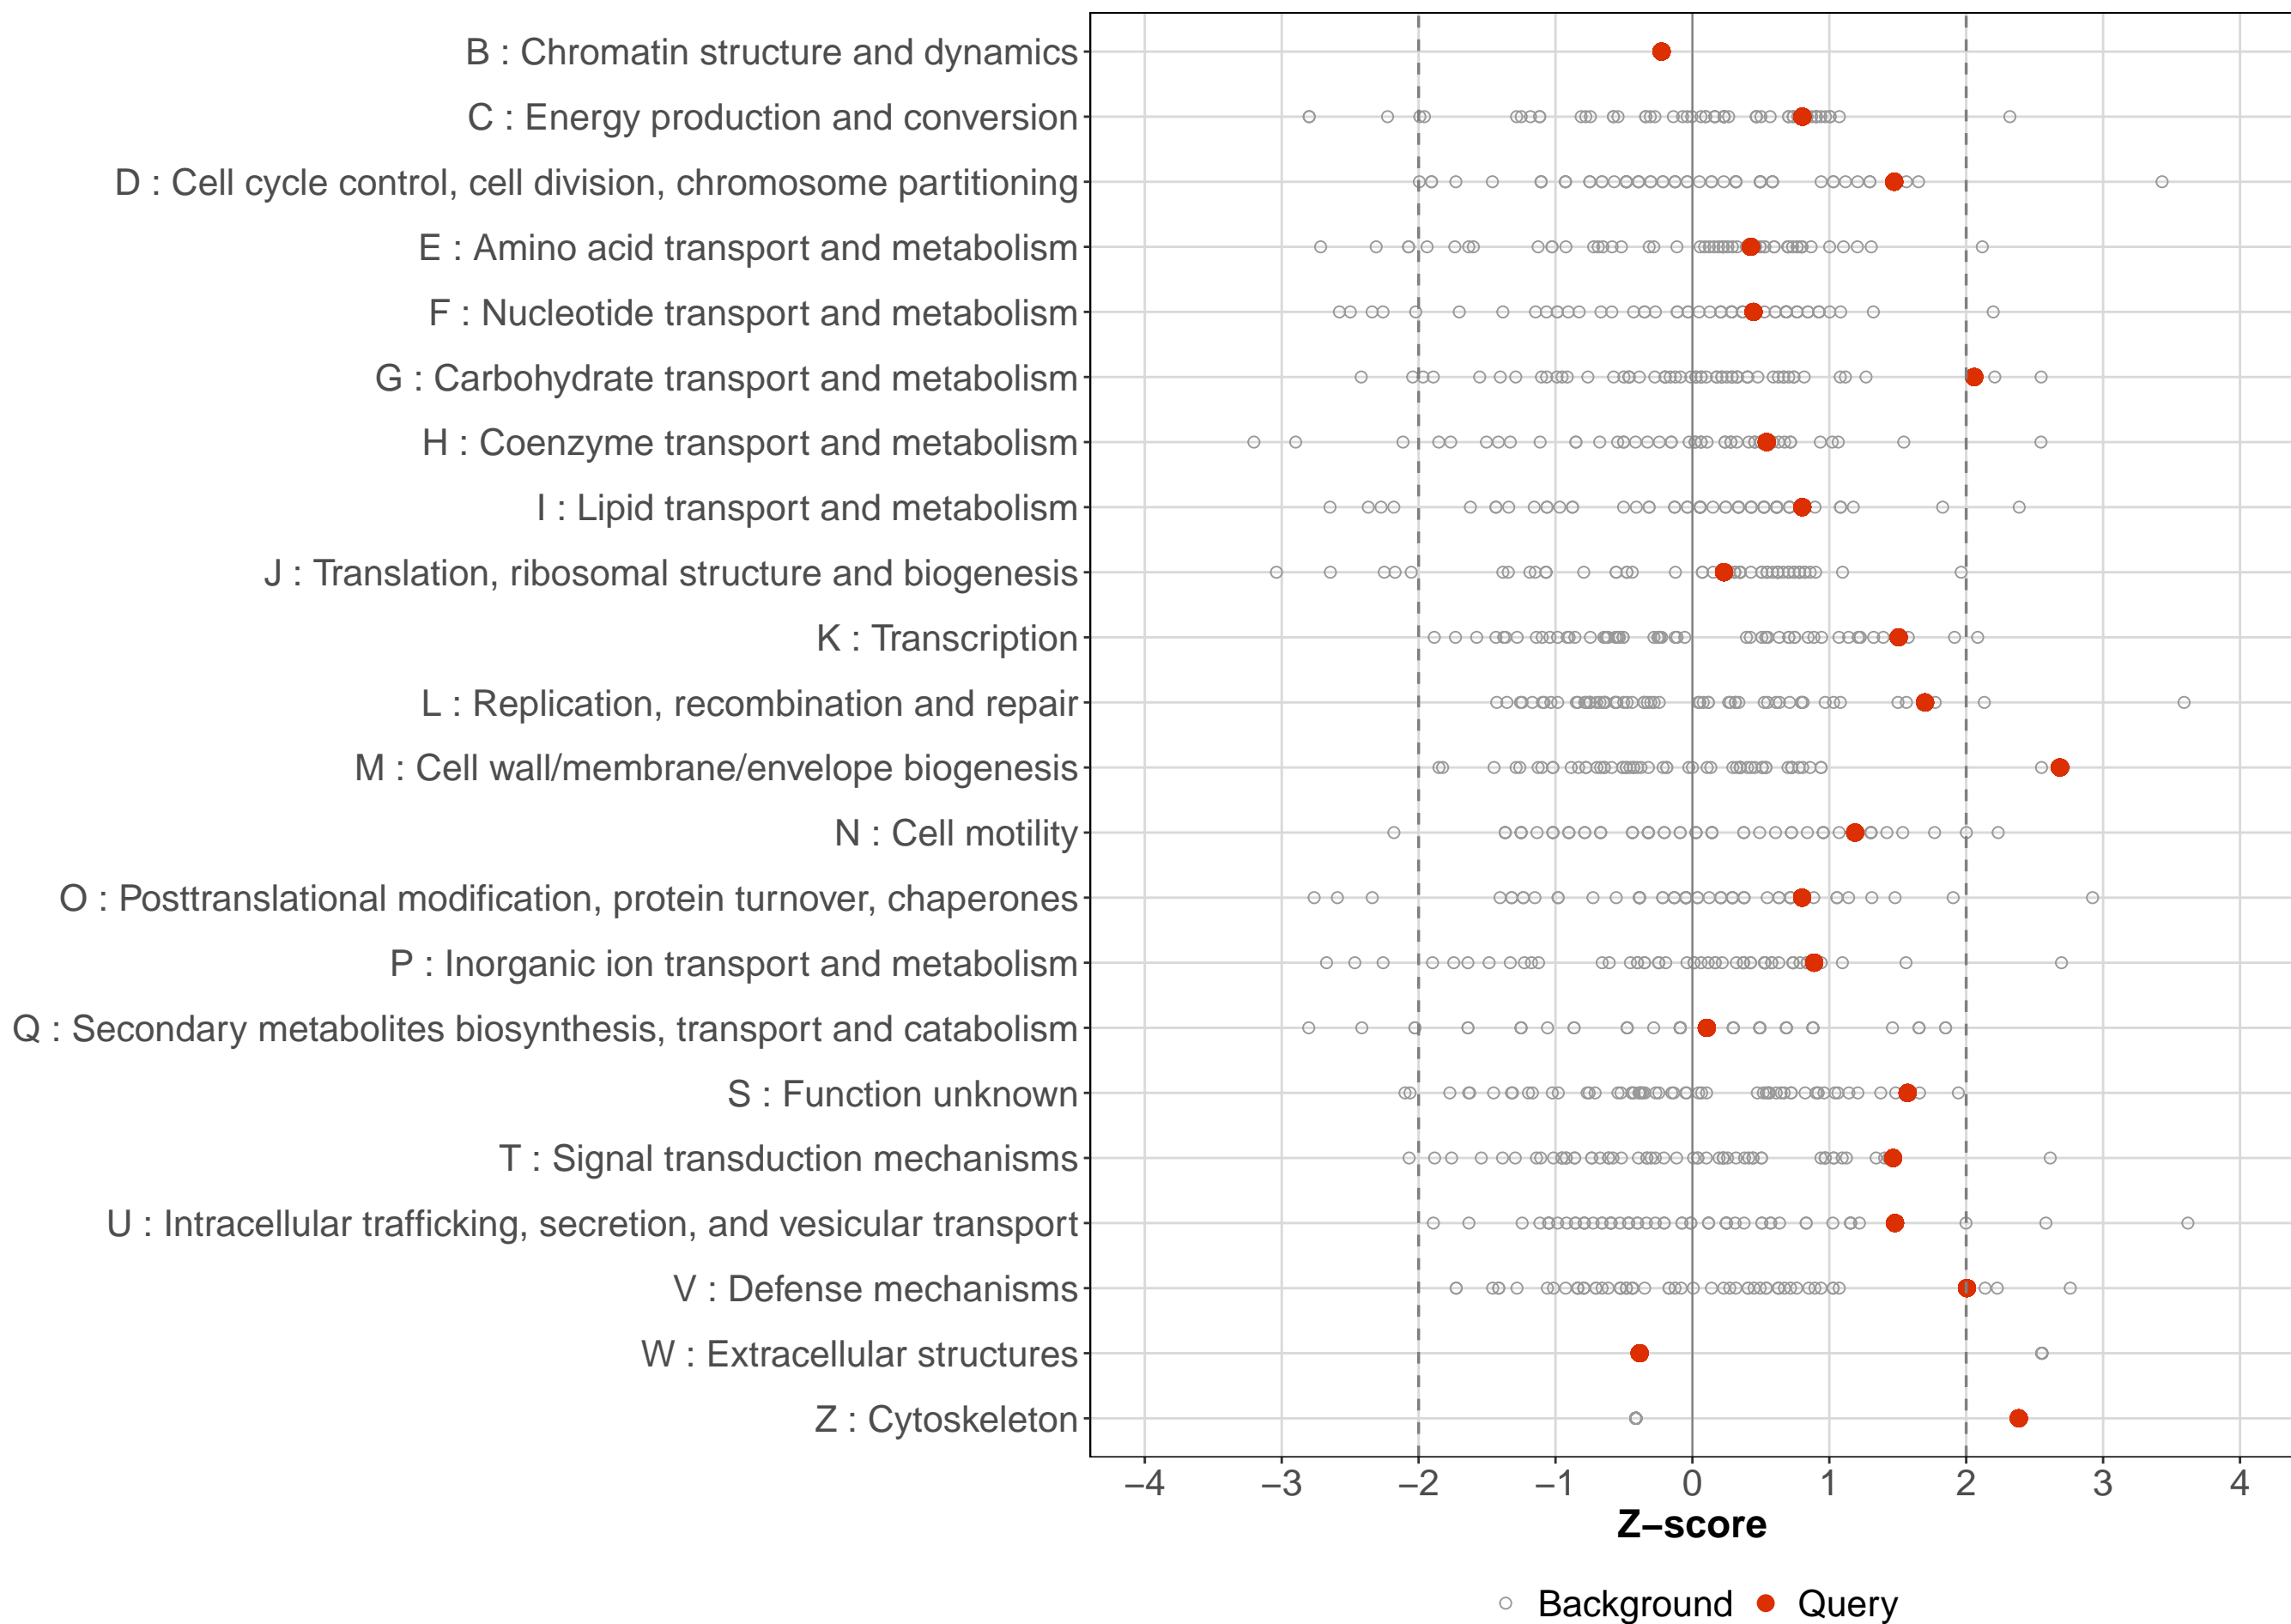 B : Chromatin structure and dynamics
C : Energy production and conversion
D : Cell cycle control, cell division, chromosome partitioning
E : Amino acid transport and metabolism
F : Nucleotide transport and metabolism
G : Carbohydrate transport and metabolism
H : Coenzyme transport and metabolism
I : Lipid transport and metabolism
J : Translation, ribosomal structure and biogenesis
K : Transcription
L : Replication, recombination and repair
M : Cell wall/membrane/envelope biogenesis
N : Cell motility
O : Posttranslational modification, protein turnover, chaperones
P : Inorganic ion transport and metabolism
Q : Secondary metabolites biosynthesis, transport and catabolism
S : Function unknown
T : Signal transduction mechanisms
U : Intracellular trafficking, secretion, and vesicular transport
V : Defense mechanisms
W : Extracellular structures
Z : Cytoskeleton
−4 −3 −2 −1 0 1 2 3 4
Z−score
Background Query